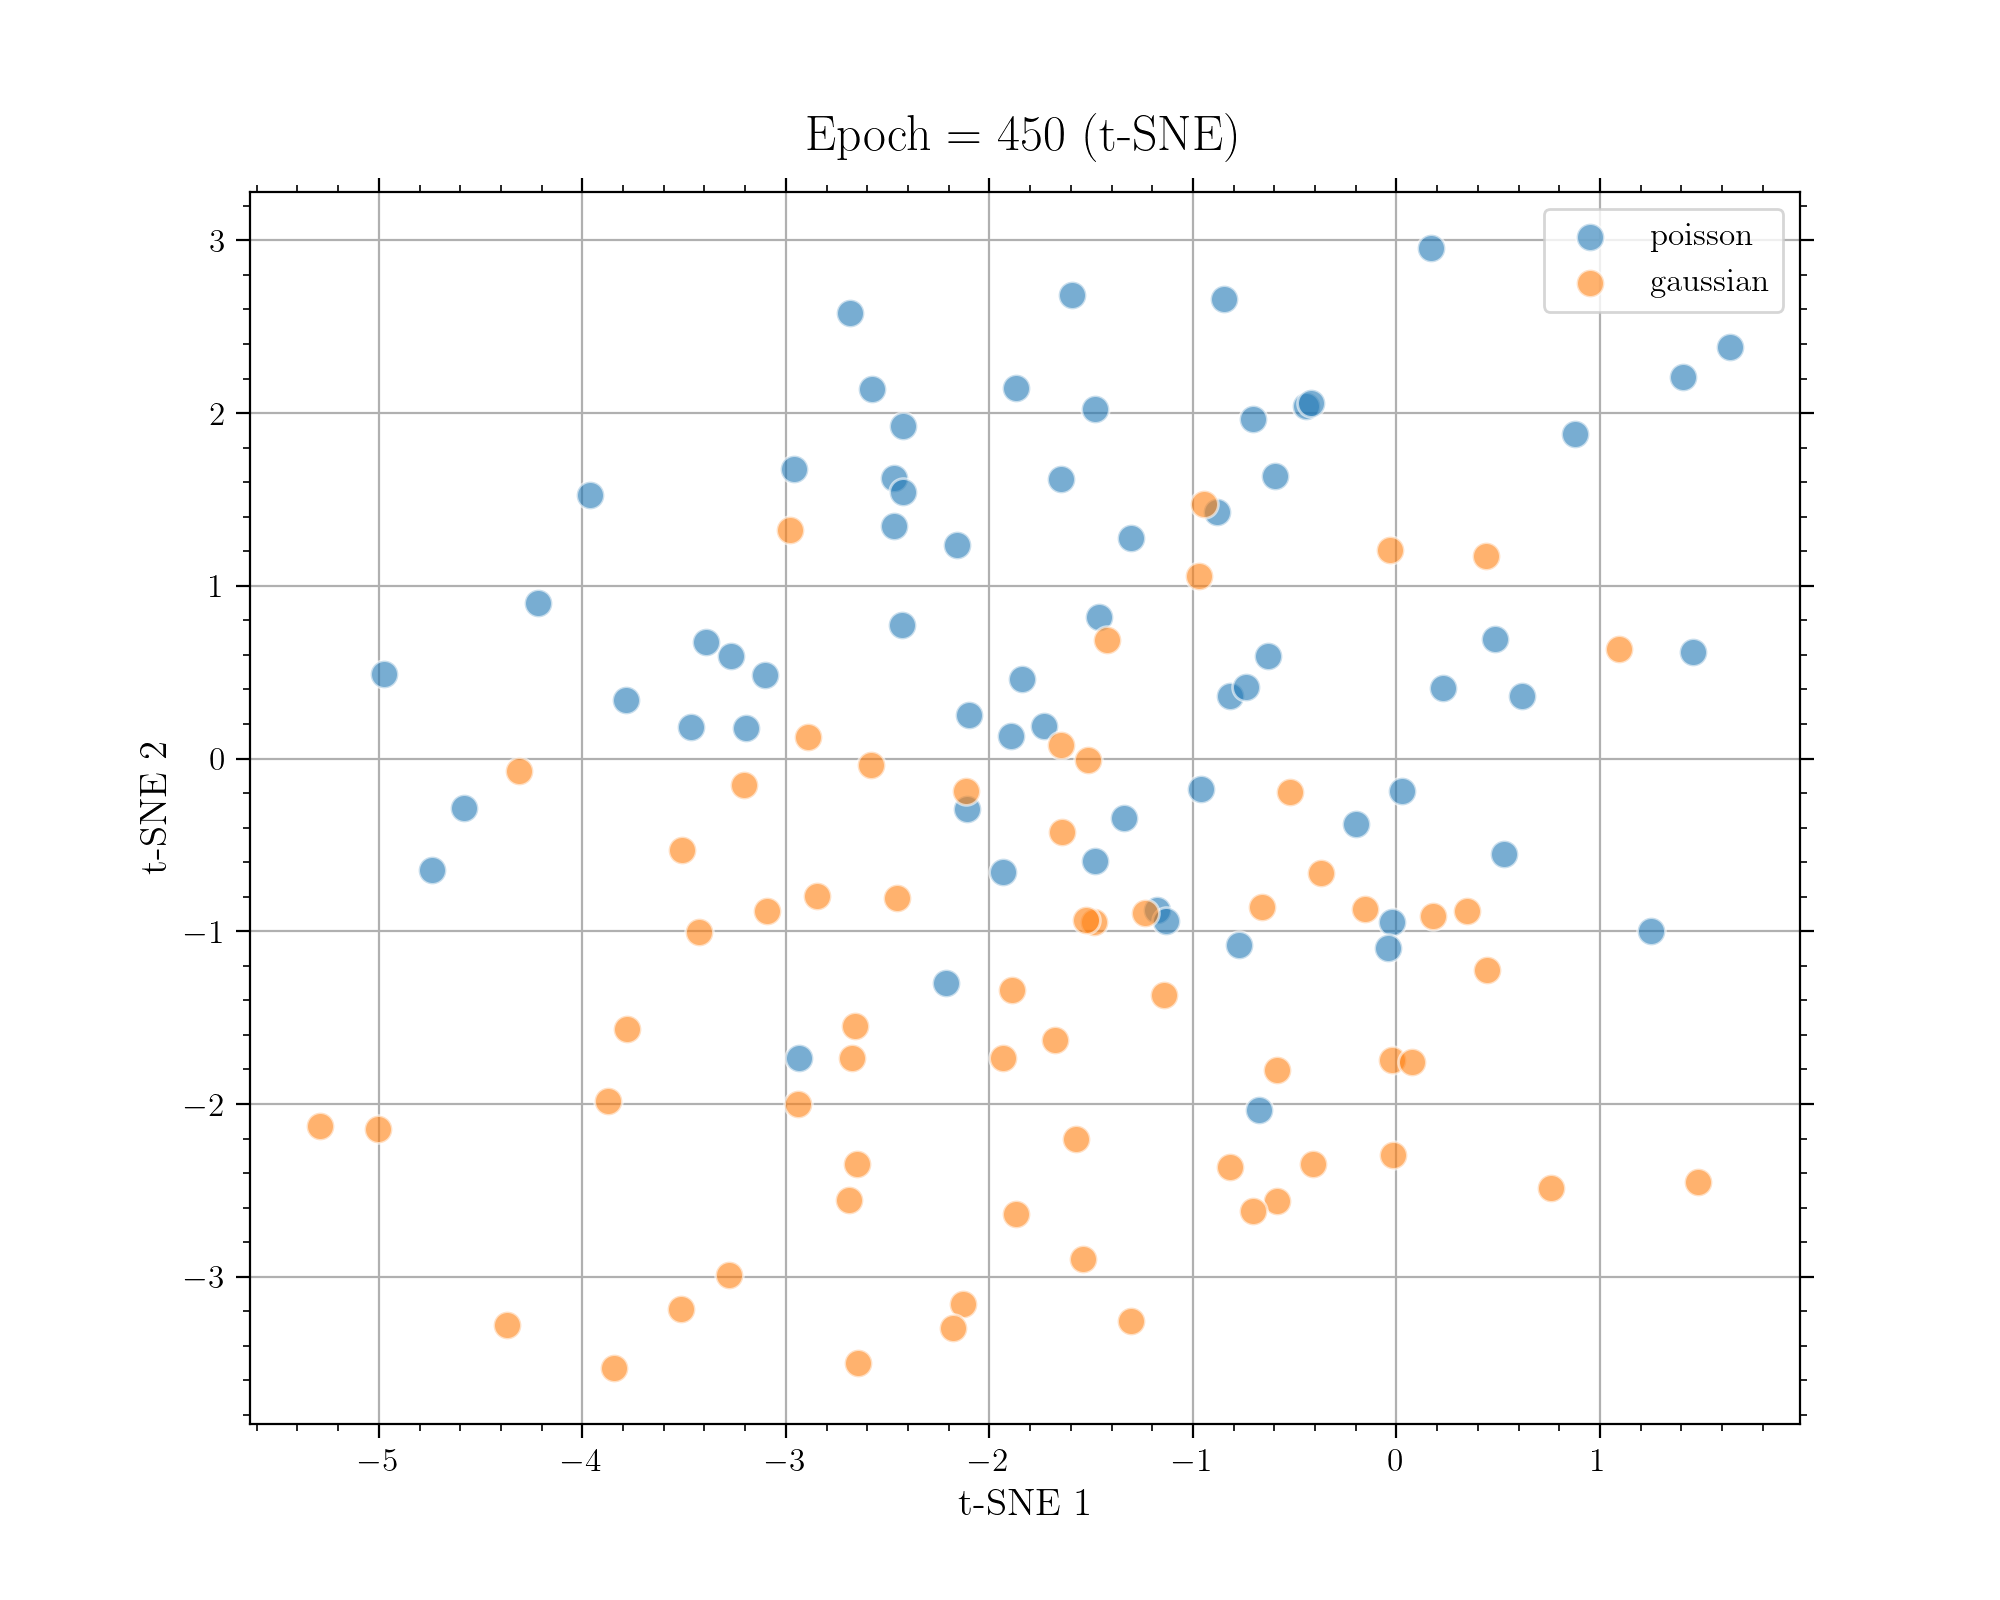 Epoch = 450 (t-SNE)
poisson
gaussian
3
2
1
0
−1
−2
−3
t-SNE 2
−5 −4 −3 −2 −1 0 1
t-SNE 1